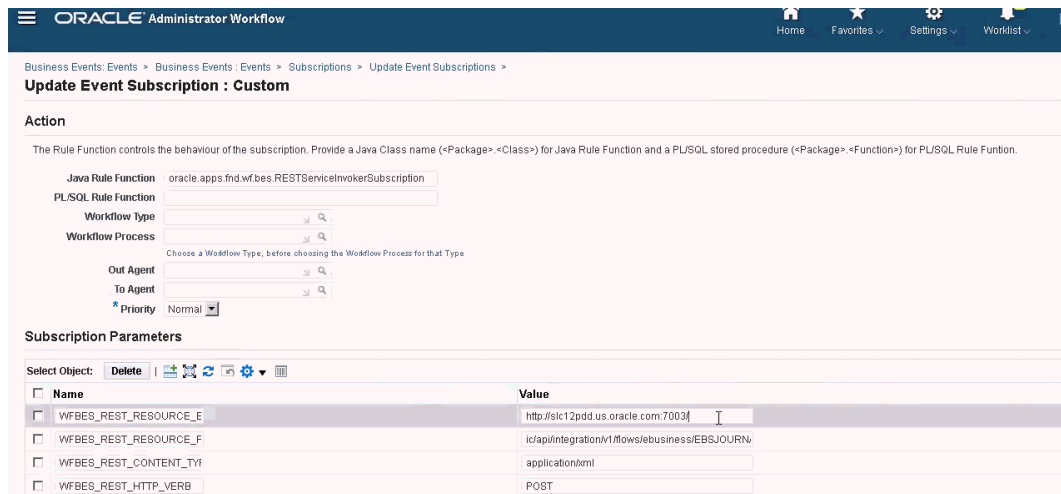 ORACLE Administrator Workflow
Home
Favorites
Settings
Worklist
Business Events: Events > Business Events : Events > Subscriptions > Update Event Subscriptions >
Update Event Subscription : Custom
Action
The Rule Function controls the behaviour of the subscription. Provide a Java Class name (<Package>.<Class>) for Java Rule Function and a PL/SQL stored procedure (<Package>.<Function>) for PL/SQL Rule Funtion.
Java Rule Function oracle.apps.fnd.wf.bes.RESTServiceInvokerSubscription
PL/SQL Rule Function
Workflow Type
Workflow Process
Choose a Workflow Type, before choosing the Workflow Process for that Type
Out Agent
To Agent
* Priority Normal
Subscription Parameters
Select Object: Delete
Name Value
WFBES_REST_RESOURCE_B http://slc12pdd.us.oracle.com:7003/
WFBES_REST_RESOURCE_F ic/api/integration/v1/flows/ebusiness/EBSJOURN
WFBES_REST_CONTENT_TY application/xml
WFBES_REST_HTTP_VERB POST